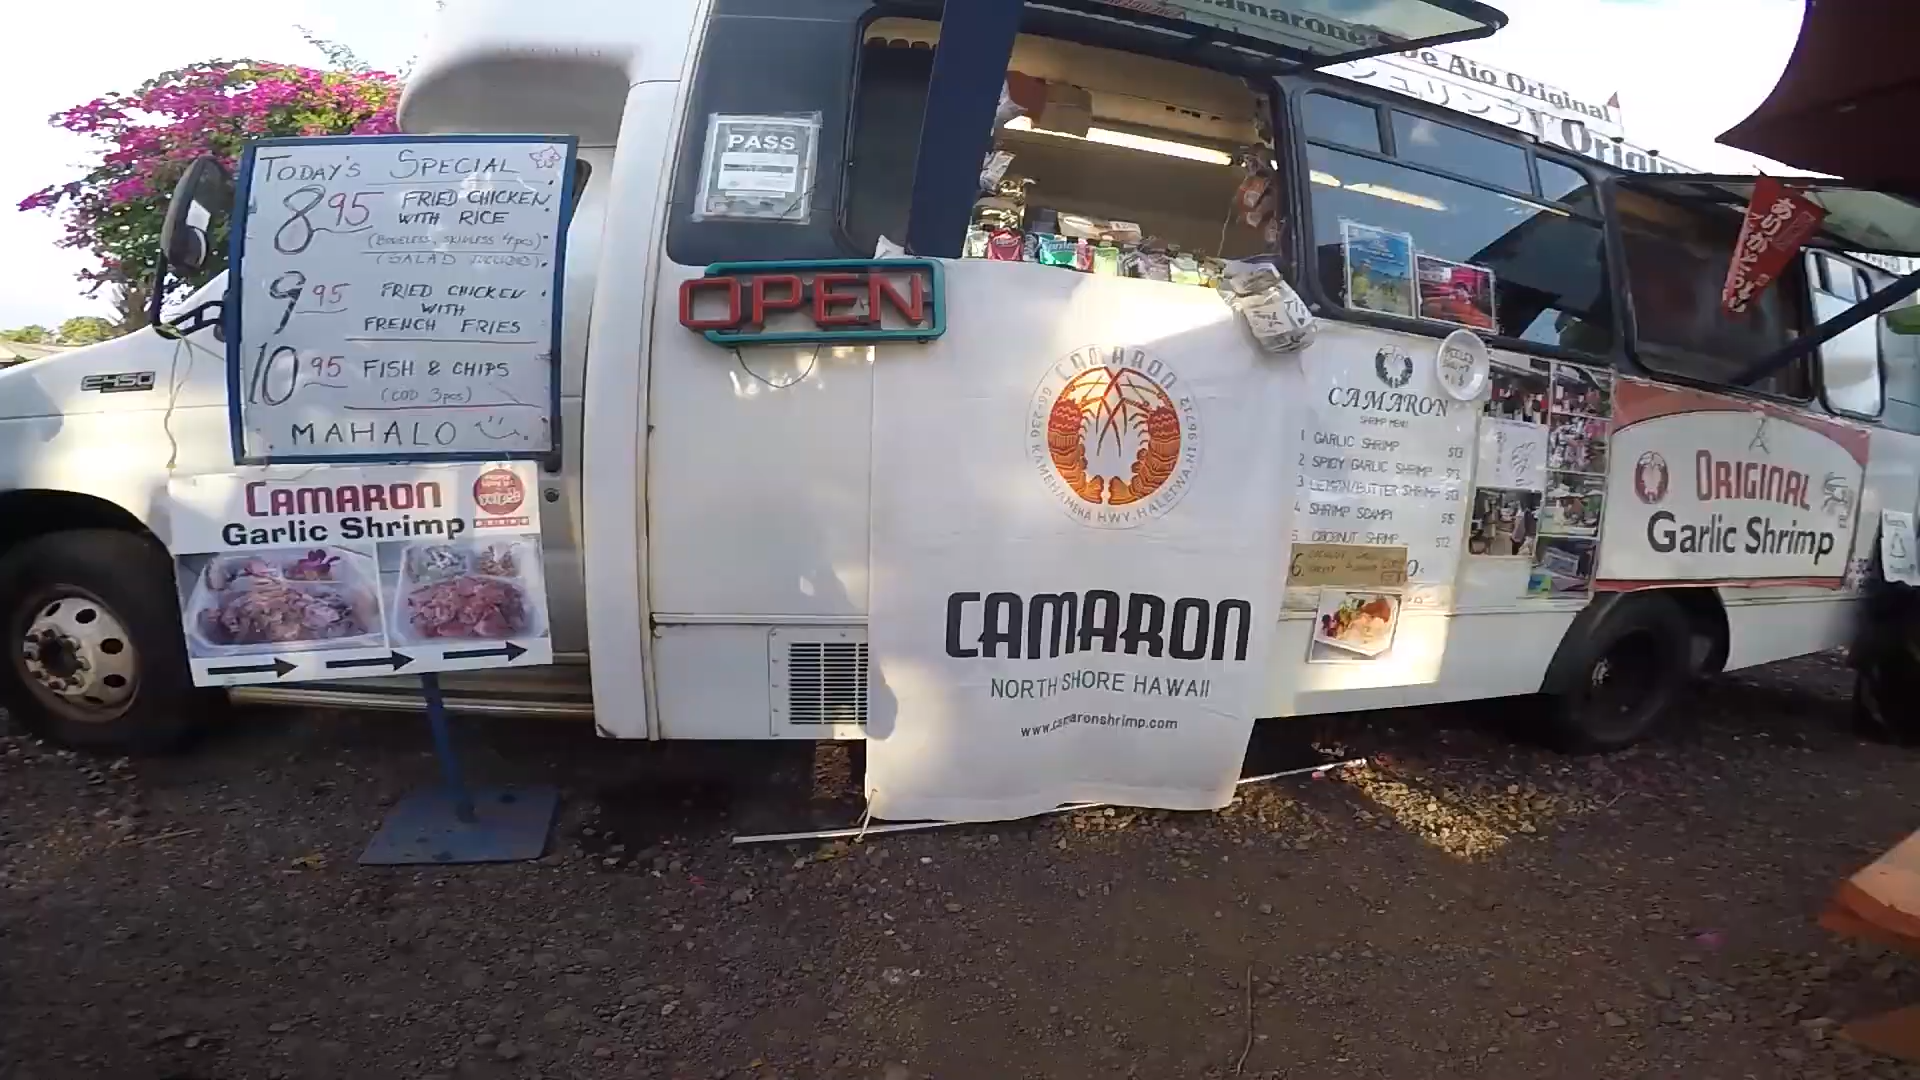 TODAY'S SPECIAL
8 95 FRIED CHICKEN
WITH RICE
(BONELESS, SKINLESS 4pcs)
(SALAD
9 95 FRIED CHICKEN
WITH
FRENCH FRIES
10 95 FISH & CHIPS
(COD 3pcs)
MAHALO
E450
CAMARON
Garlic Shrimp
PASS
OPEN
De Aio Original
CAMARON
66-236 KAMEHAMEHA HWY. HALEIWA. HI. 96712
CAMARON
NORTH SHORE HAWAII
www.camaronshrimp.com
CAMARON
SHRIMP MENU
1 GARLIC SHRIMP $13
2 SPICY GARLIC SHRIMP $13
3 LEMON/BUTTER SHRIMP $13
4 SHRIMP SCAMPI $15
5 COCONUT SHRIMP $12
6.
ORIGINAL
Garlic Shrimp
ありがとう